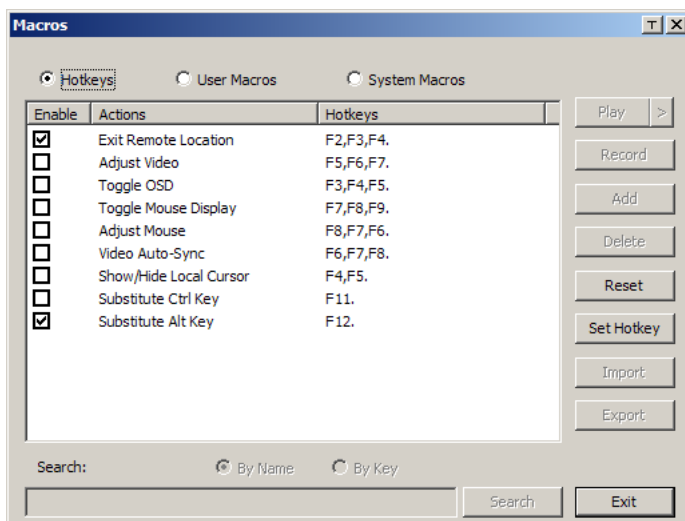 Macros
Hotkeys User Macros System Macros
Enable Actions Hotkeys Play >
Exit Remote Location F2,F3,F4.
Adjust Video F5,F6,F7. Record
Toggle OSD F3,F4,F5.
Toggle Mouse Display F7,F8,F9. Add
Adjust Mouse F8,F7,F6.
Video Auto-Sync F6,F7,F8. Delete
Show/Hide Local Cursor F4,F5. Reset
Substitute Ctrl Key F11.
Substitute Alt Key F12. Set Hotkey
Import
Export
Search: By Name By Key
Search Exit